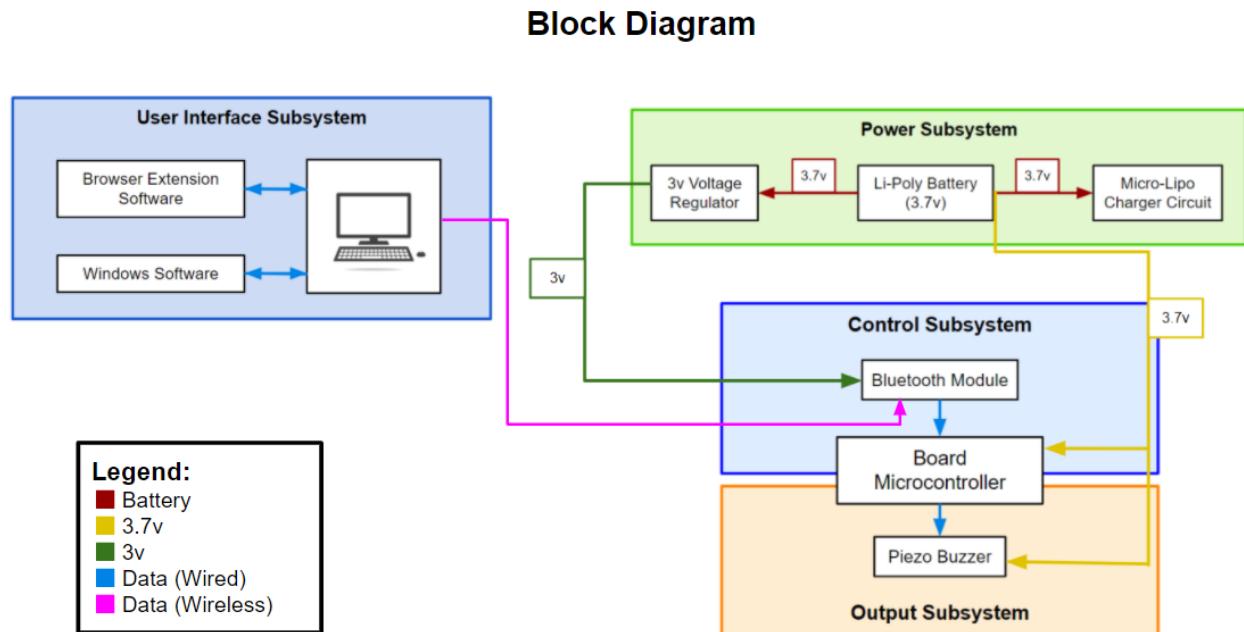 Block Diagram
User Interface Subsystem
Browser Extension
Software
Windows Software
Power Subsystem
3v Voltage
Regulator
3.7v
Li-Poly Battery
(3.7v)
3.7v
Micro-Lipo
Charger Circuit
3v
3.7v
Control Subsystem
Bluetooth Module
Board
Microcontroller
Piezo Buzzer
Output Subsystem
Legend:
Battery
3.7v
3v
Data (Wired)
Data (Wireless)